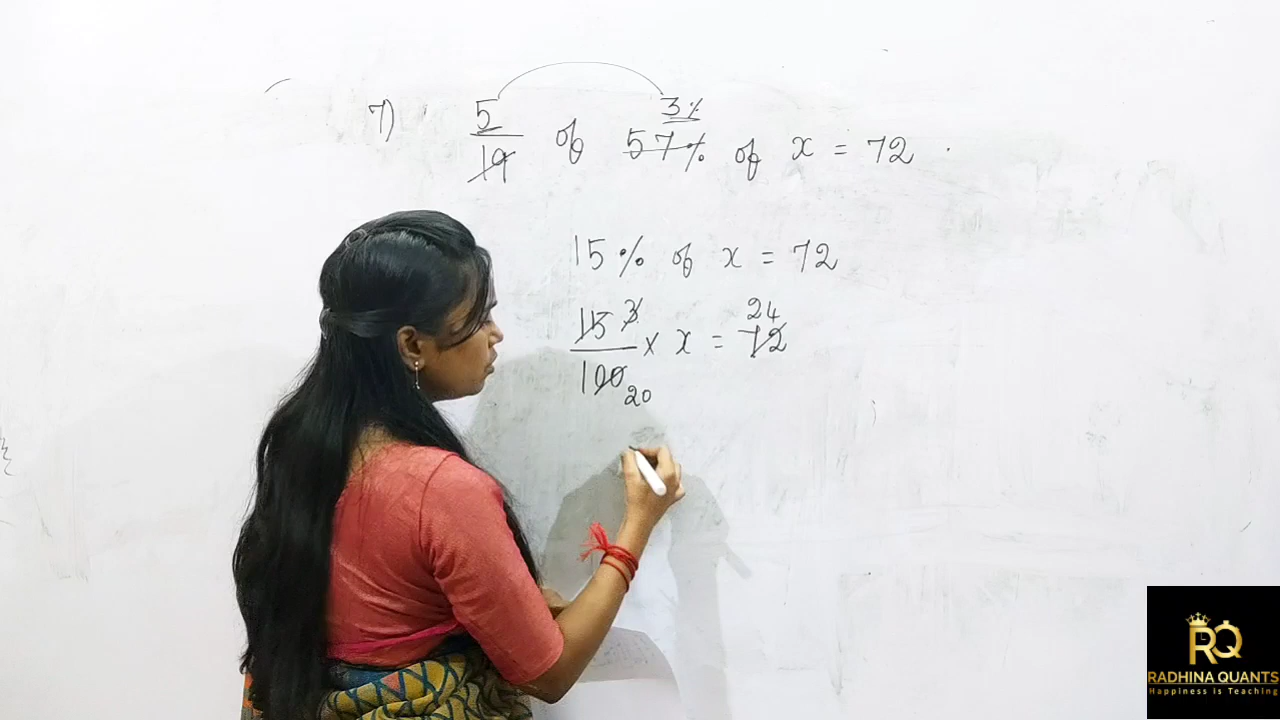 7) 5/19 of 57% 3% of x = 72
15% of x = 72
15 3/100 20 × x = 72 24
RADHINA QUANTS
Happiness is Teaching